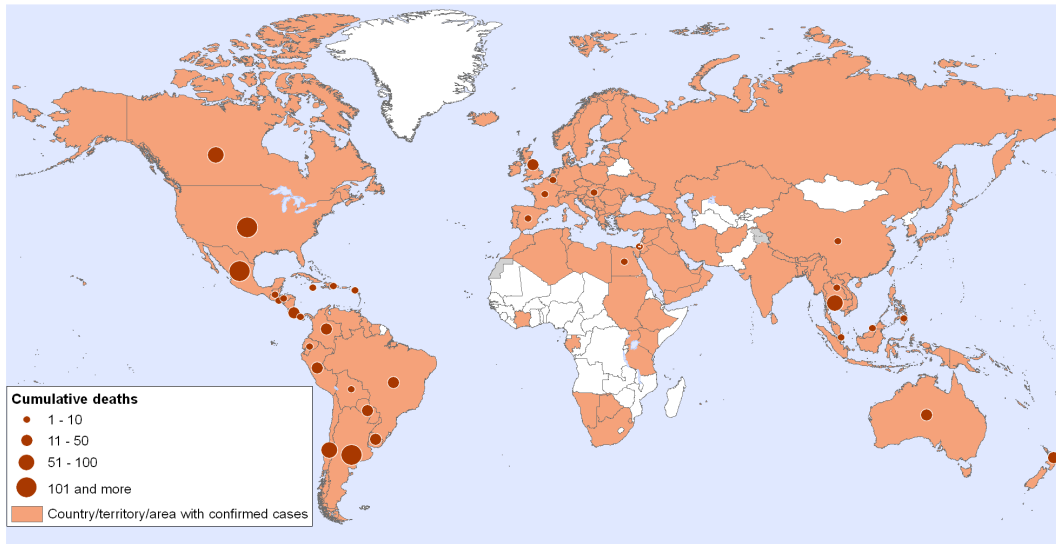 Cumulative deaths
1 - 10
11 - 50
51 - 100
101 and more
Country/territory/area with confirmed cases